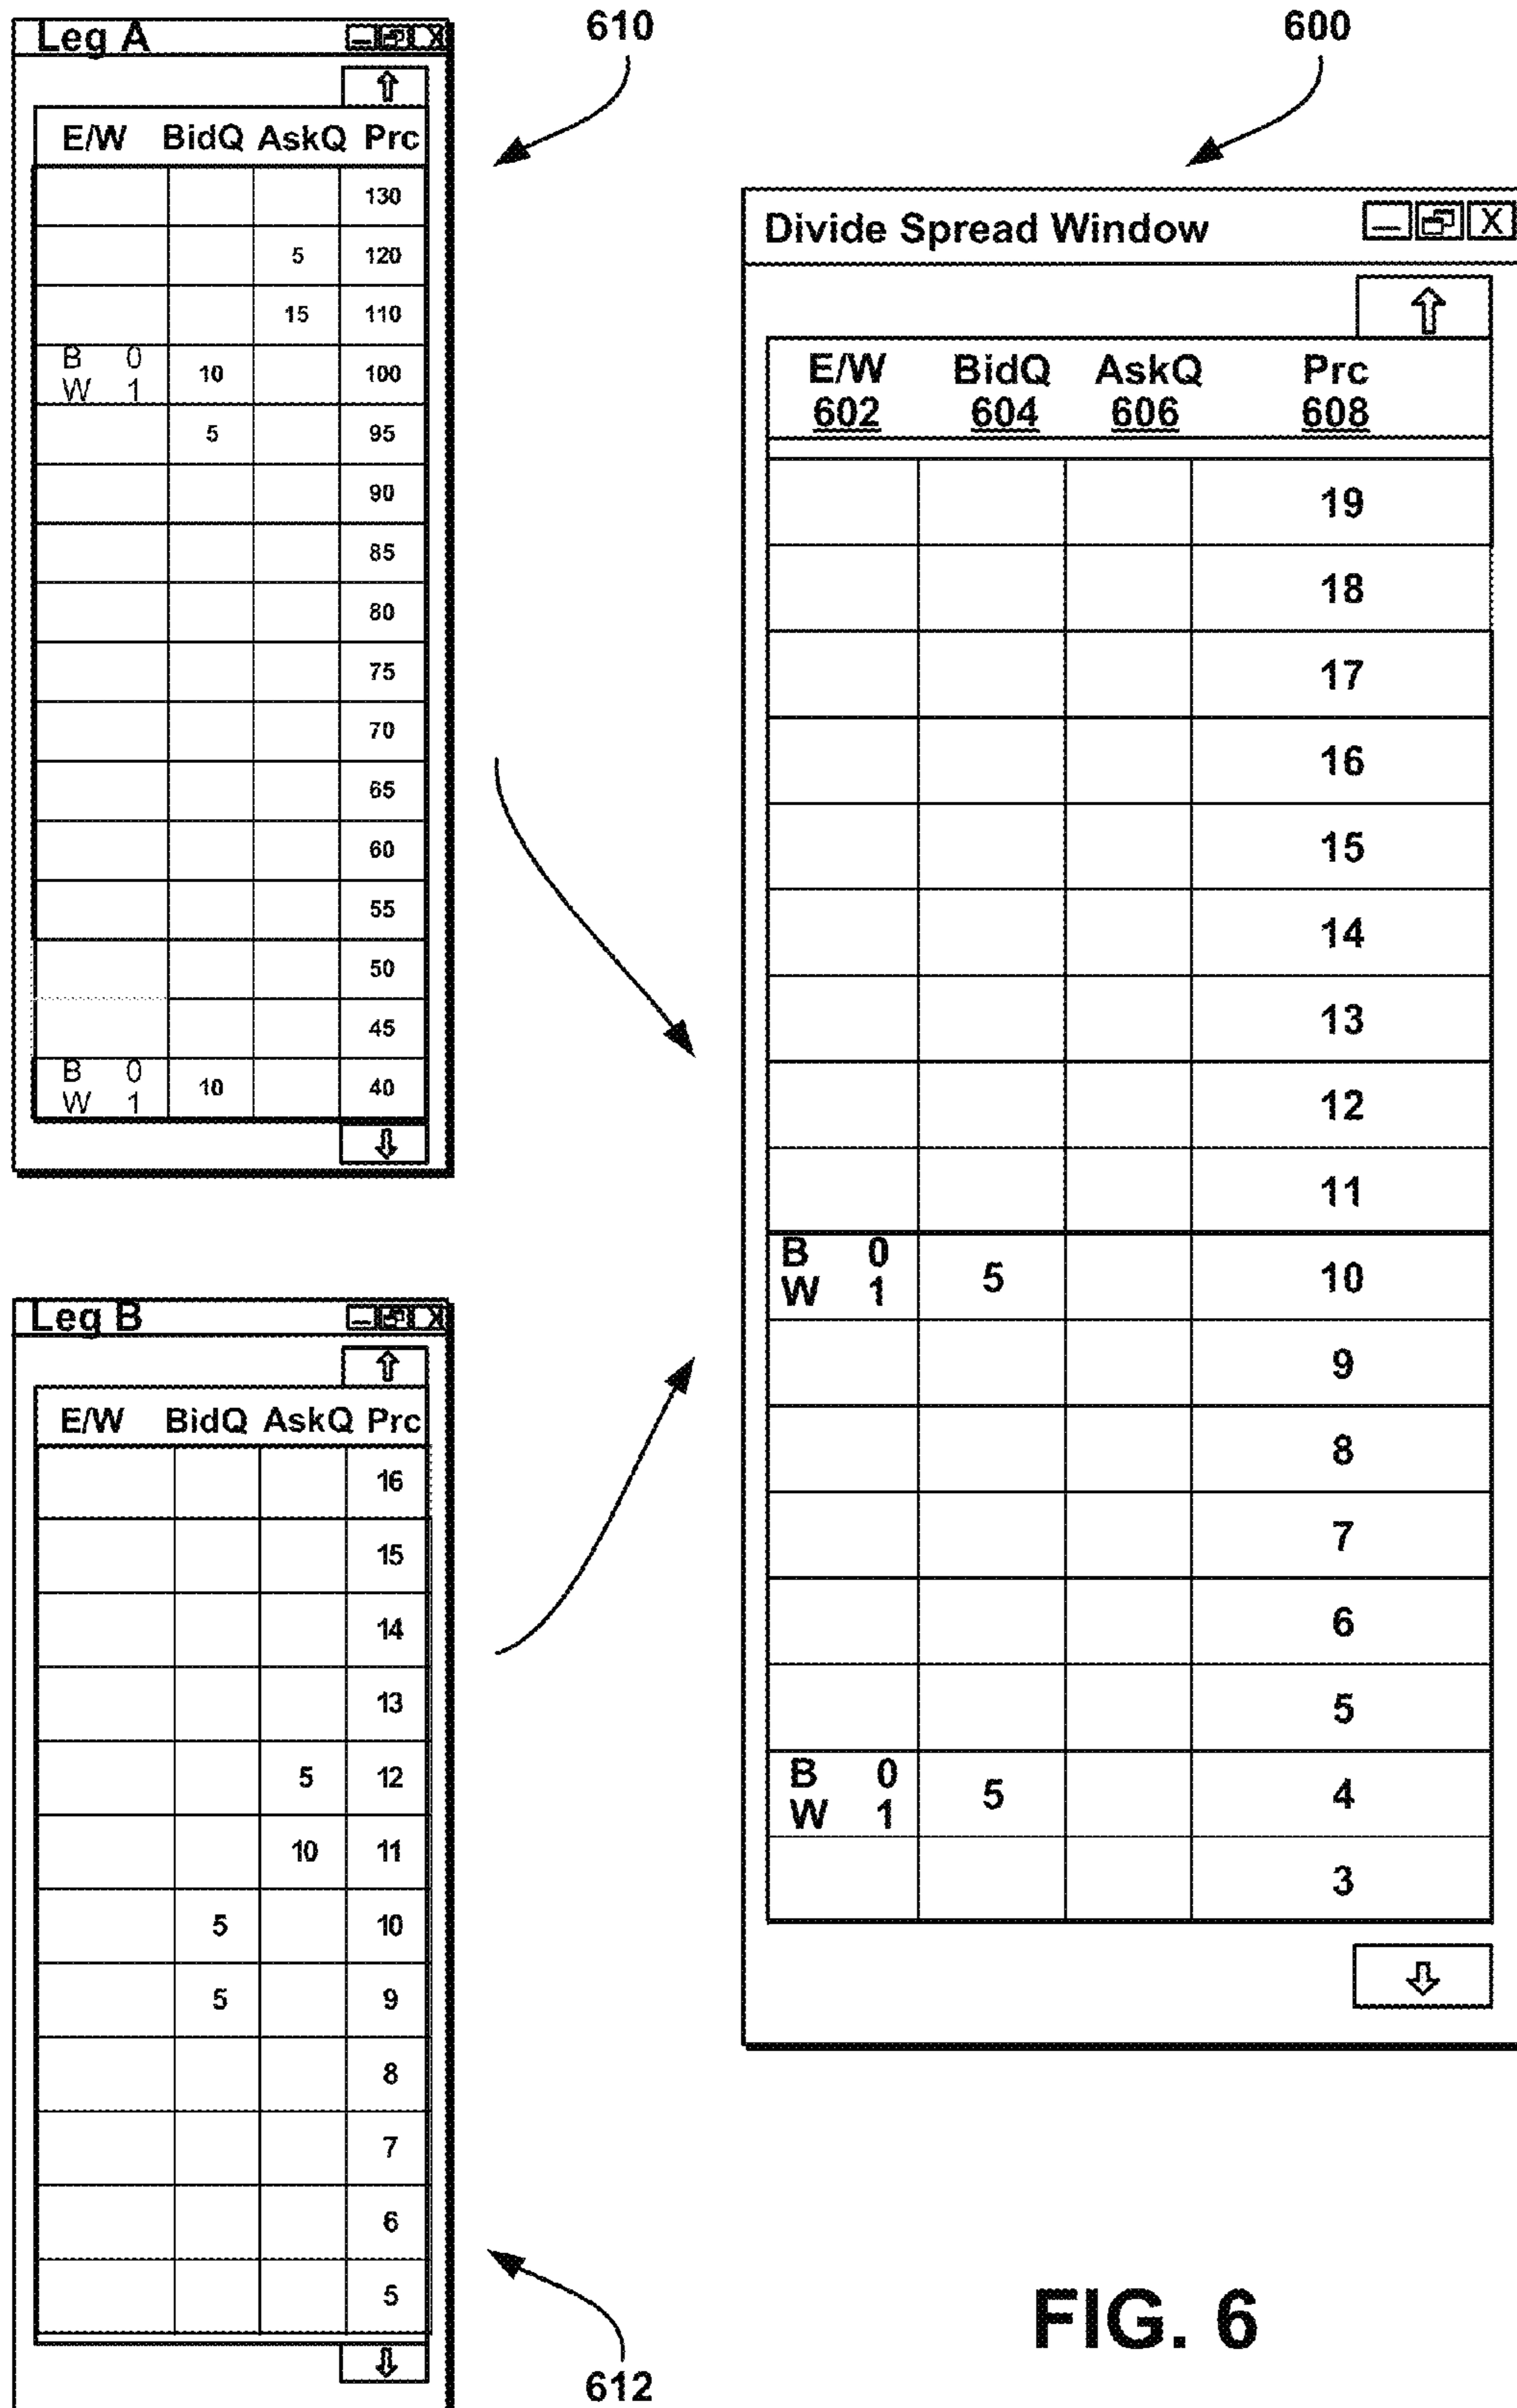 610
600
Leg A
E/W BidQ AskQ Prc
130
5 120
15 110
B 0
W 1 10 100
5 95
90
85
80
75
70
65
60
55
50
45
B 0
W 1 10 40
Leg B
E/W BidQ AskQ Prc
16
15
14
13
5 12
10 11
5 10
5 9
8
7
6
5
612
Divide Spread Window
E/W BidQ AskQ Prc
602 604 606 608
19
18
17
16
15
14
13
12
11
B 0
W 1 5 10
9
8
7
6
5
B 0
W 1 5 4
3
FIG. 6